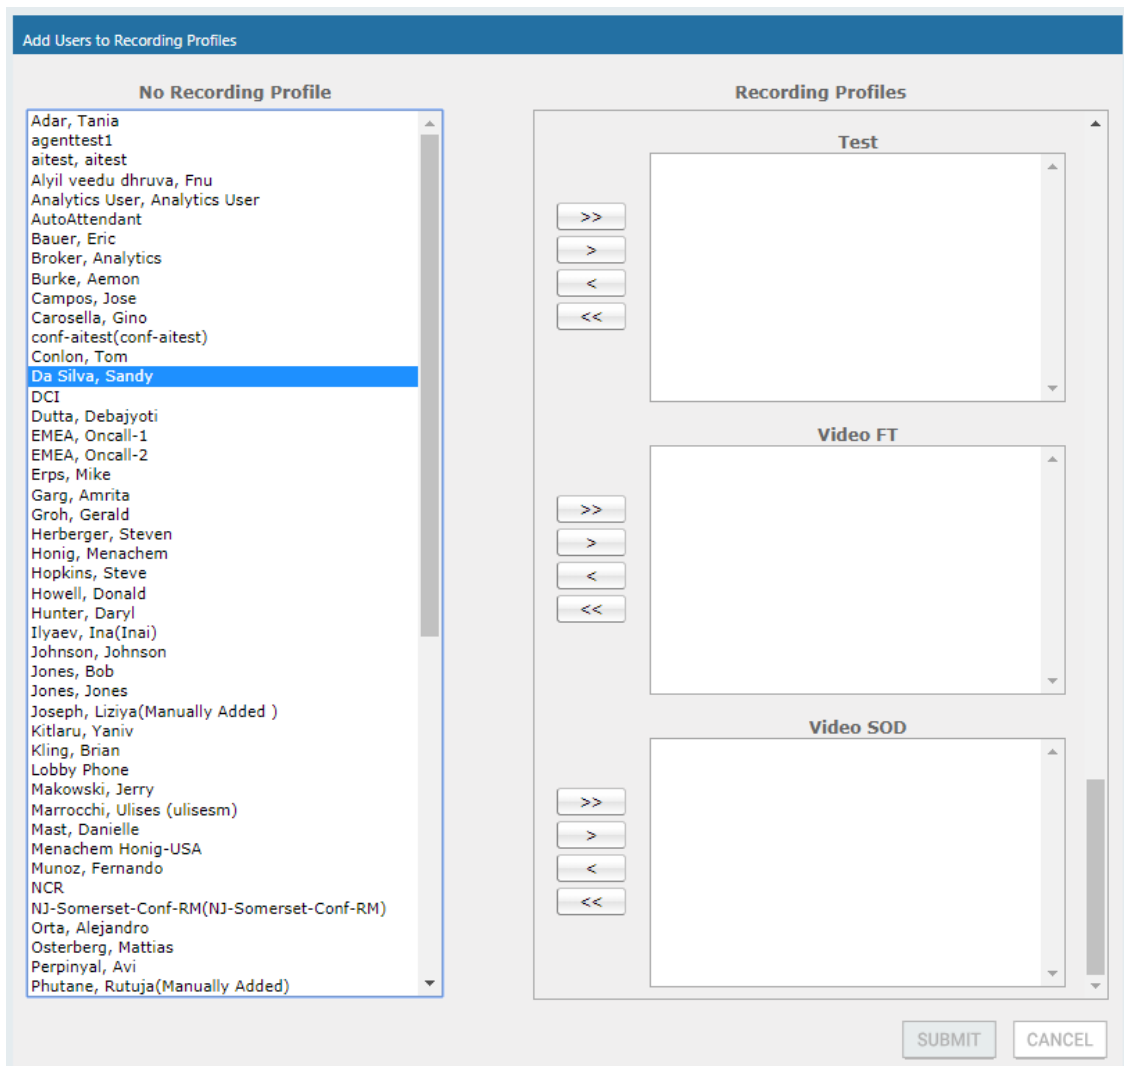 Add Users to Recording Profiles
No Recording Profile
Adar, Tania
agenttest1
aitest, aitest
Alyil veedu dhruva, Fnu
Analytics User, Analytics User
AutoAttendant
Bauer, Eric
Broker, Analytics
Burke, Aemon
Campos, Jose
Carosella, Gino
conf-aitest(conf-aitest)
Conlon, Tom
Da Silva, Sandy
DCI
Dutta, Debajyoti
EMEA, Oncall-1
EMEA, Oncall-2
Erps, Mike
Garg, Amrita
Groh, Gerald
Herberger, Steven
Honig, Menachem
Hopkins, Steve
Howell, Donald
Hunter, Daryl
Ilyaev, Ina(Inai)
Johnson, Johnson
Jones, Bob
Jones, Jones
Joseph, Liziya(Manually Added )
Kitlaru, Yaniv
Kling, Brian
Lobby Phone
Makowski, Jerry
Marrocchi, Ulises (ulisesm)
Mast, Danielle
Menachem Honig-USA
Munoz, Fernando
NCR
NJ-Somerset-Conf-RM(NJ-Somerset-Conf-RM)
Orta, Alejandro
Osterberg, Mattias
Perpinyal, Avi
Phutane, Rutuja(Manually Added)
Recording Profiles
Test
>>
>
<
<<
Video FT
>>
>
<
<<
Video SOD
>>
>
<
<<
SUBMIT
CANCEL